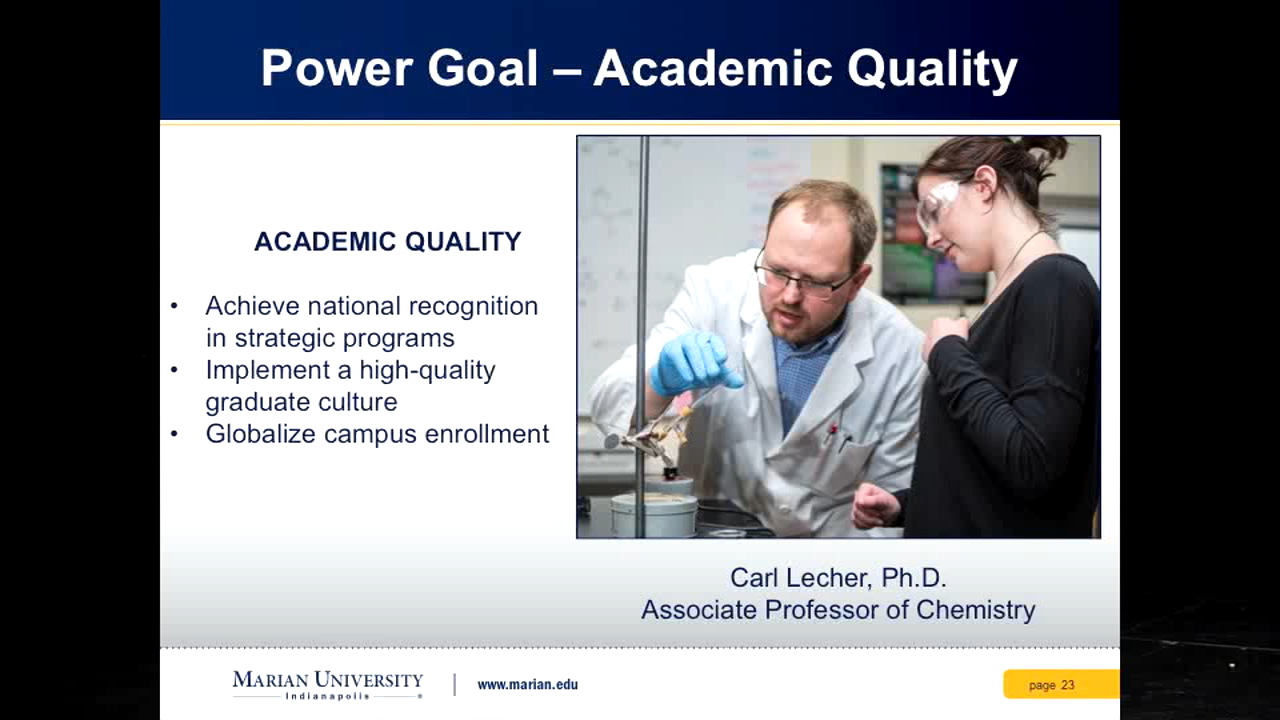 Power Goal – Academic Quality
ACADEMIC QUALITY
• Achieve national recognition
in strategic programs
• Implement a high-quality
graduate culture
• Globalize campus enrollment
Carl Lecher, Ph.D.
Associate Professor of Chemistry
MARIAN UNIVERSITY
Indianapolis ®
www.marian.edu
page 23